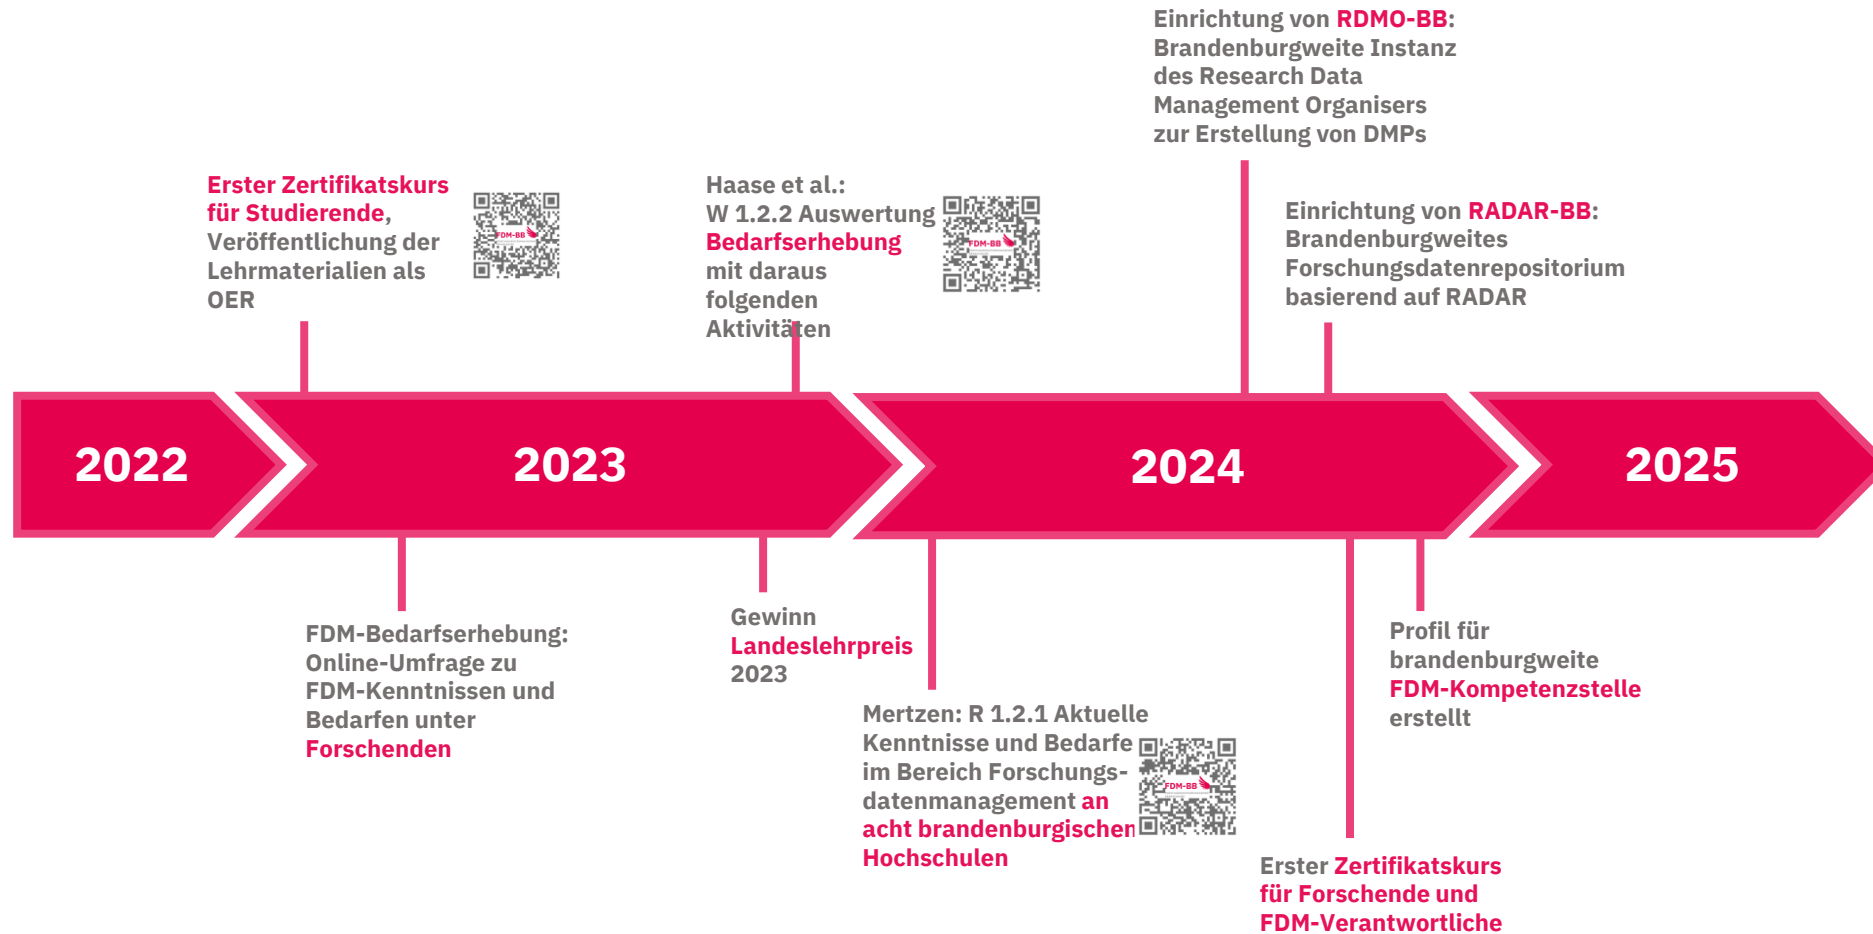 Einrichtung von RDMO-BB:
Brandenburgweite Instanz
des Research Data
Management Organisers
zur Erstellung von DMPs
Erster Zertifikatskurs
für Studierende,
Veröffentlichung der
Lehrmaterialien als
OER
FDM-BB
Haase et al.:
W 1.2.2 Auswertung
Bedarfserhebung
mit daraus
folgenden
Aktivitäten
FDM-BB
Einrichtung von RADAR-BB:
Brandenburgweites
Forschungsdatenrepositorium
basierend auf RADAR
2022
2023
2024
2025
FDM-Bedarfserhebung:
Online-Umfrage zu
FDM-Kenntnissen und
Bedarfen unter
Forschenden
Gewinn
Landeslehrpreis
2023
Mertzen: R 1.2.1 Aktuelle
Kenntnisse und Bedarfe
im Bereich Forschungs-
datenmanagement an
acht brandenburgischen
Hochschulen
FDM-BB
Profil für
brandenburgweite
FDM-Kompetenzstelle
erstellt
Erster Zertifikatskurs
für Forschende und
FDM-Verantwortliche